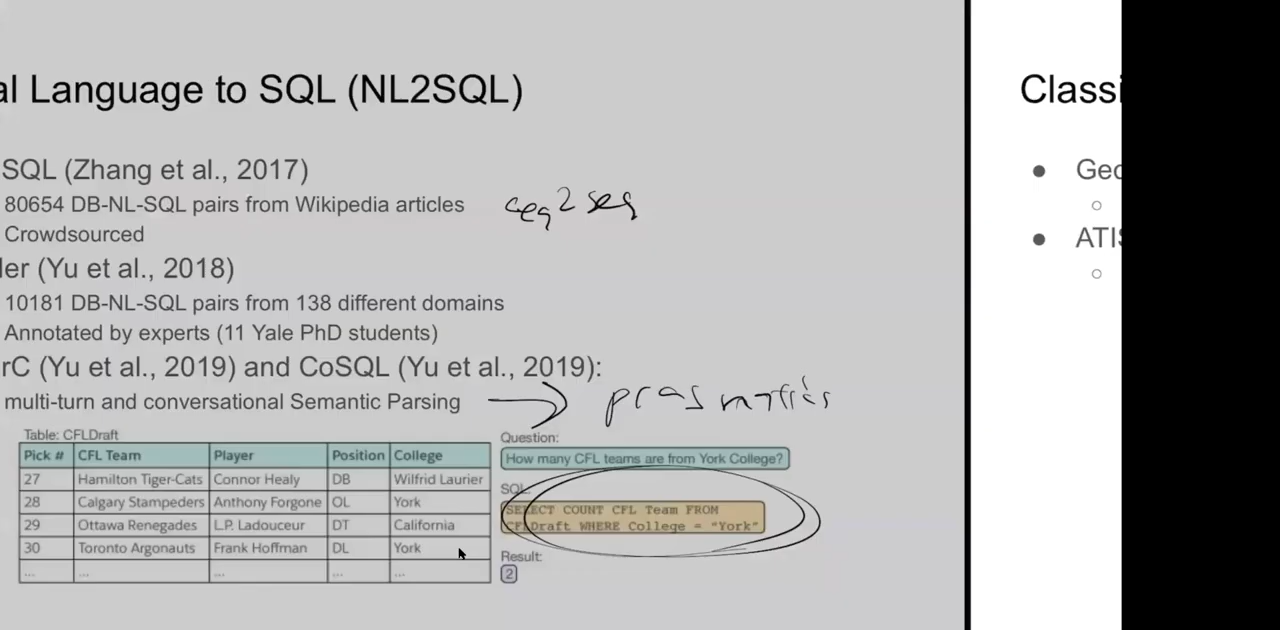 al Language to SQL (NL2SQL)
SQL (Zhang et al., 2017)
80654 DB-NL-SQL pairs from Wikipedia articles
seq2seq
Crowdsourced
der (Yu et al., 2018)
10181 DB-NL-SQL pairs from 138 different domains
Annotated by experts (11 Yale PhD students)
rC (Yu et al., 2019) and CoSQL (Yu et al., 2019):
multi-turn and conversational Semantic Parsing
pragmatics
Table: CFLDraft
Pick # CFL Team Player Position College
27 Hamilton Tiger-Cats Connor Healy DB Wilfrid Laurier
28 Calgary Stampeders Anthony Forgone OL York
29 Ottawa Renegades L.P. Ladouceur DT California
30 Toronto Argonauts Frank Hoffman DL York
... ... ... ... ...
Question:
How many CFL teams are from York College?
SQL:
SELECT COUNT CFL Team FROM
CFLDraft WHERE College = "York"
Result:
2
Classi
Geo
ATIS